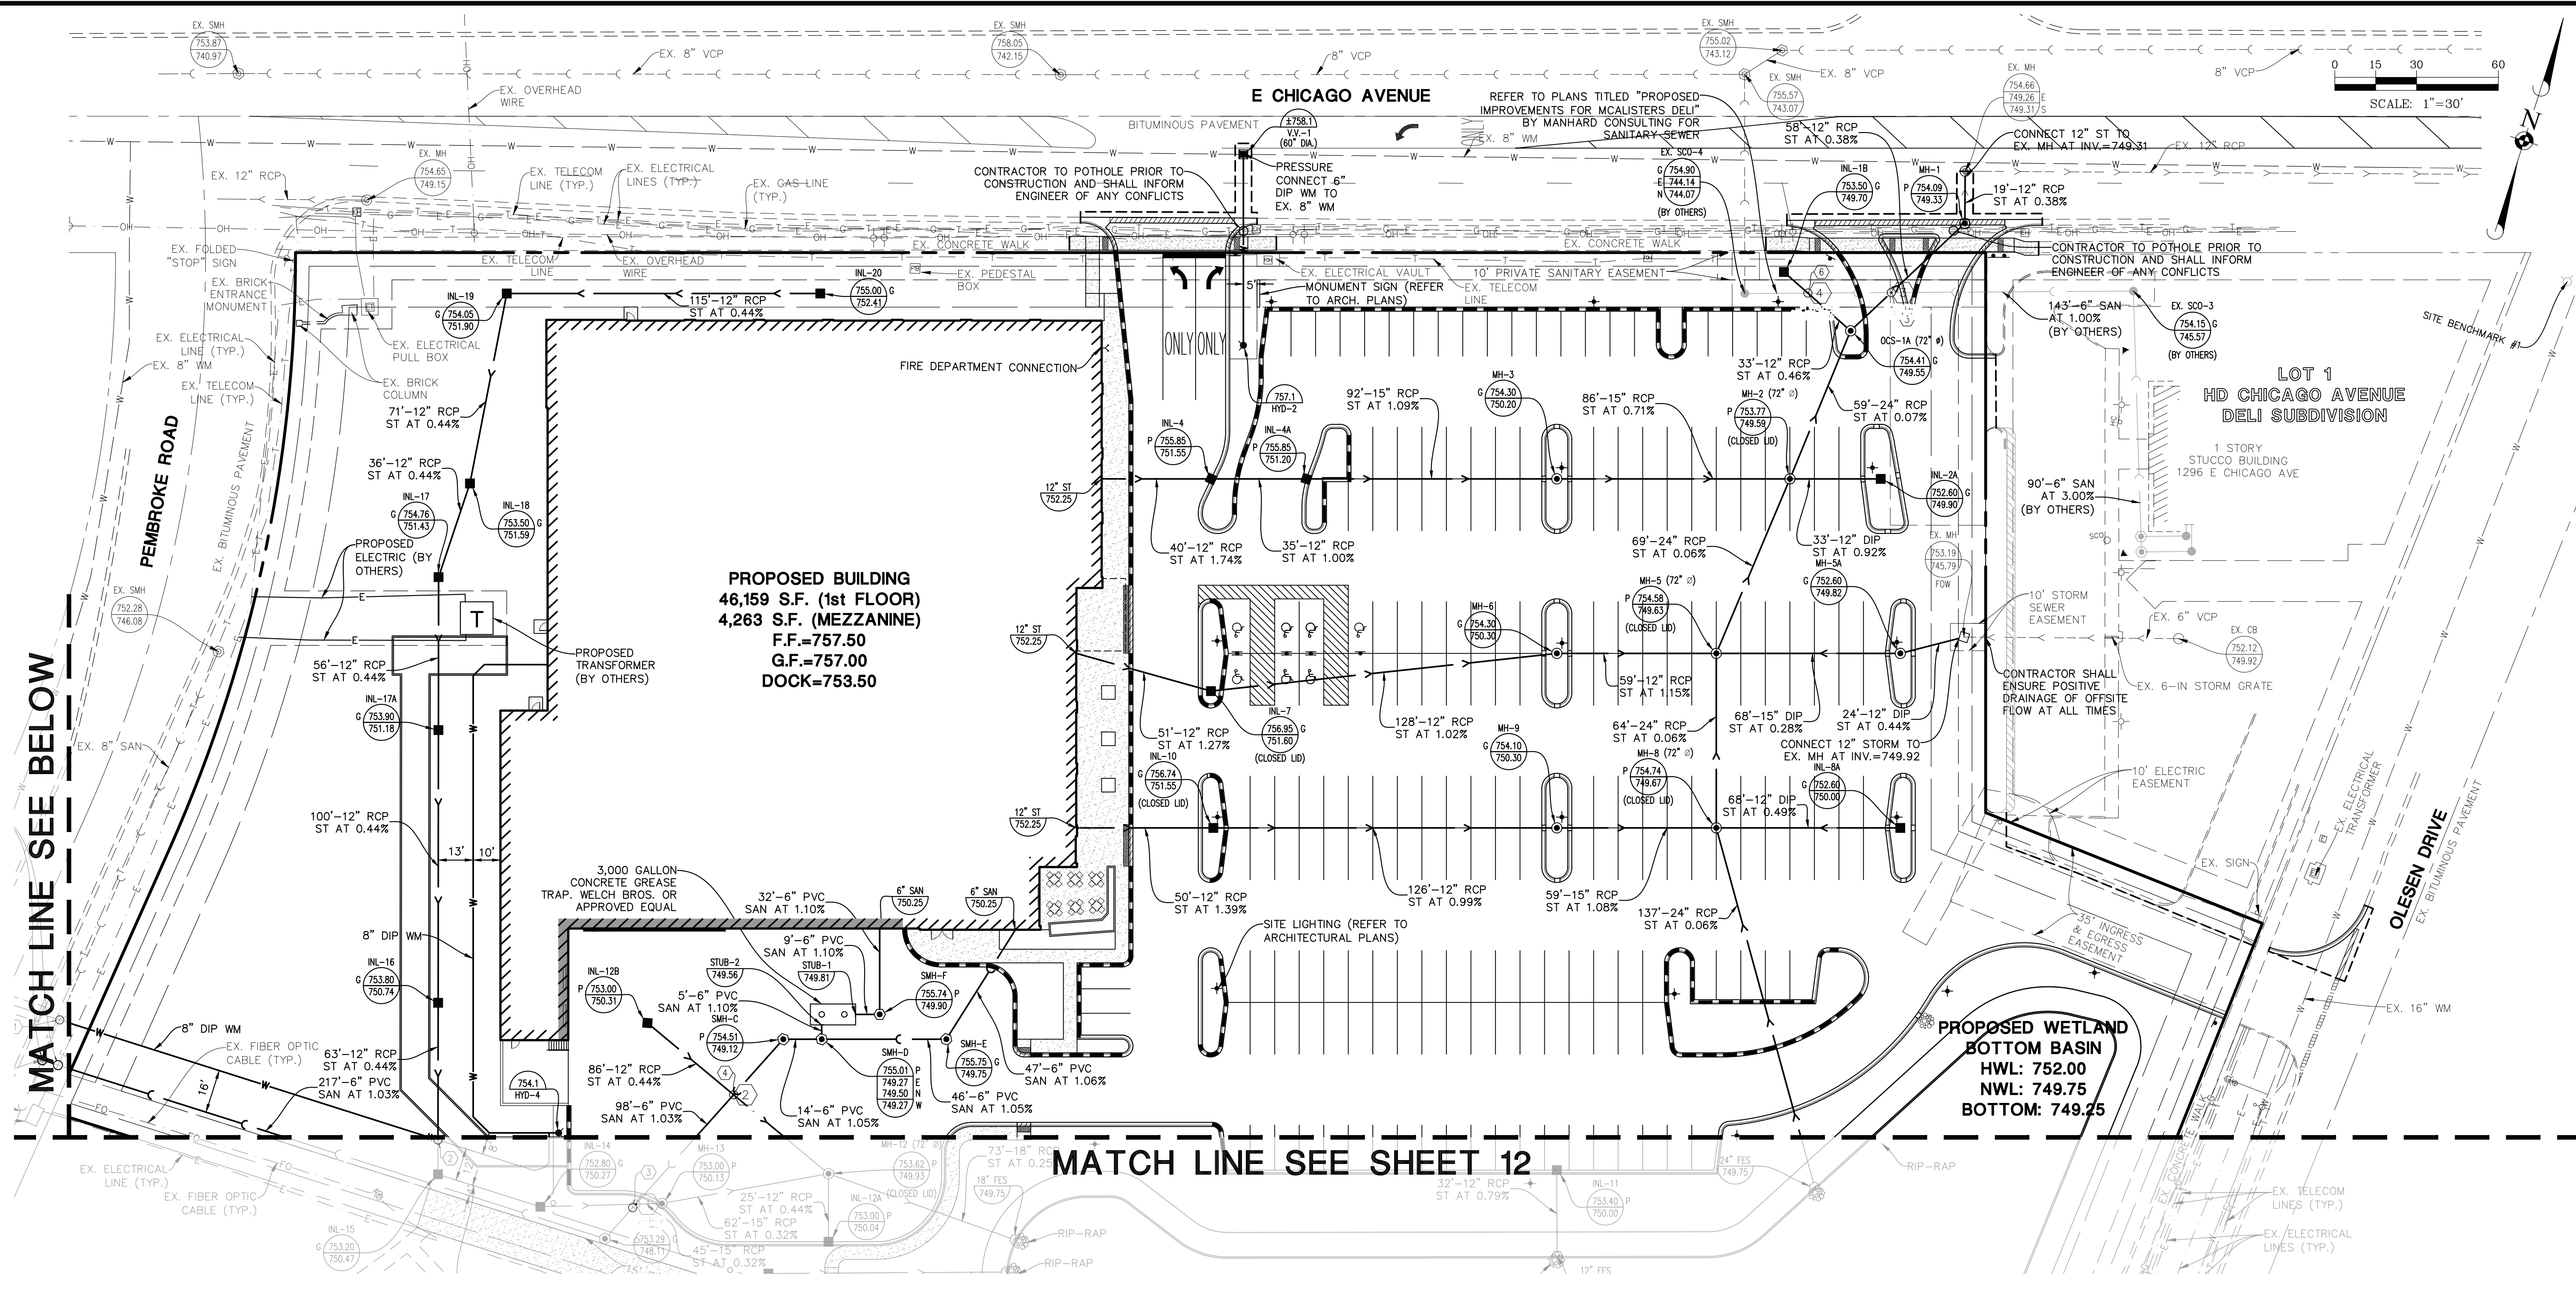 EX. SMH
753.87
740.97
EX. 8" VCP
EX. SMH
758.05
742.15
8" VCP
EX. SMH
755.02
743.12
EX. 8" VCP
EX. SMH
755.57
743.07
EX. MH
754.66
749.26 E
749.31 S
8" VCP
0 15 30 60
SCALE: 1"=30'
N
EX. OVERHEAD
WIRE
E CHICAGO AVENUE
BITUMINOUS PAVEMENT
±758.1
V.V.-1
(60" DIA.)
REFER TO PLANS TITLED "PROPOSED
IMPROVEMENTS FOR MCALISTERS DELI"
BY MANHARD CONSULTING FOR
SANITARY SEWER
EX. 8" WM
58'-12" RCP
ST AT 0.38%
CONNECT 12" ST TO
EX. MH AT INV.=749.31
EX. 12" RCP
EX. MH
754.65
749.15
EX. 12" RCP
EX. TELECOM
LINE (TYP.)
EX. ELECTRICAL
LINES (TYP.)
EX. GAS LINE
(TYP.)
CONTRACTOR TO POTHOLE PRIOR TO
CONSTRUCTION AND SHALL INFORM
ENGINEER OF ANY CONFLICTS
PRESSURE
CONNECT 6"
DIP WM TO
EX. 8" WM
EX. SCO-4
G 754.90
E 744.14
N 744.07
(BY OTHERS)
INL-1B
753.50 G
749.70
MH-1
P 754.09
749.33
19'-12" RCP
ST AT 0.38%
CONTRACTOR TO POTHOLE PRIOR TO
CONSTRUCTION AND SHALL INFORM
ENGINEER OF ANY CONFLICTS
EX. FOLDED
"STOP" SIGN
EX. BRICK
ENTRANCE
MONUMENT
EX. TELECOM
LINE
EX. OVERHEAD
WIRE
EX. CONCRETE WALK
EX. PEDESTAL
BOX
EX. ELECTRICAL VAULT
MONUMENT SIGN (REFER
TO ARCH. PLANS)
EX. CONCRETE WALK
10' PRIVATE SANITARY EASEMENT
EX. TELECOM
LINE
5'
6
4
3
INL-19
G 754.05
751.90
115'-12" RCP
ST AT 0.44%
INL-20
755.00 G
752.41
143'-6" SAN
AT 1.00%
(BY OTHERS)
EX. SCO-3
754.15 G
745.57
(BY OTHERS)
SITE BENCHMARK #1
EX. ELECTRICAL
PULL BOX
EX. ELECTRICAL
LINE (TYP.)
EX. 8" WM
EX. TELECOM
LINE (TYP.)
EX. BRICK
COLUMN
FIRE DEPARTMENT CONNECTION
ONLY ONLY
757.1
HYD-2
33'-12" RCP
ST AT 0.46%
OCS-1A (72" ø)
754.41 G
749.55
LOT 1
HD CHICAGO AVENUE
DELI SUBDIVISION
1 STORY
STUCCO BUILDING
1296 E CHICAGO AVE
71'-12" RCP
ST AT 0.44%
PEMBROKE ROAD
EX. BITUMINOUS PAVEMENT
92'-15" RCP
ST AT 1.09%
MH-3
G 754.30
750.20
86'-15" RCP
ST AT 0.71%
MH-2 (72" ø)
P 753.77
749.59
(CLOSED LID)
59'-24" RCP
ST AT 0.07%
36'-12" RCP
ST AT 0.44%
INL-17
G 754.76
751.43
INL-18
753.50 G
751.59
INL-4
P 755.85
751.55
INL-4A
P 755.85
751.20
12" ST
752.25
INL-2A
752.60 G
749.90
90'-6" SAN
AT 3.00%
(BY OTHERS)
SCO
PROPOSED
ELECTRIC (BY
OTHERS)
40'-12" RCP
ST AT 1.74%
35'-12" RCP
ST AT 1.00%
69'-24" RCP
ST AT 0.06%
33'-12" DIP
ST AT 0.92%
EX. MH
753.19
745.79
FOW
EX. SMH
752.28
746.08
T
PROPOSED BUILDING
46,159 S.F. (1st FLOOR)
4,263 S.F. (MEZZANINE)
F.F.=757.50
G.F.=757.00
DOCK=753.50
MH-5 (72" ø)
P 754.58
749.63
(CLOSED LID)
MH-5A
G 752.60
749.82
MH-6
G 754.30
750.30
12" ST
752.25
10' STORM
SEWER
EASEMENT
EX. 6" VCP
EX. CB
752.12
749.92
PROPOSED
TRANSFORMER
(BY OTHERS)
56'-12" RCP
ST AT 0.44%
59'-12" RCP
ST AT 1.15%
CONTRACTOR SHALL
ENSURE POSITIVE
DRAINAGE OF OFFSITE
FLOW AT ALL TIMES
EX. 6-IN STORM GRATE
INL-17A
G 753.90
751.18
51'-12" RCP
ST AT 1.27%
INL-7
756.95 G
751.60
(CLOSED LID)
128'-12" RCP
ST AT 1.02%
MH-9
G 754.10
750.30
64'-24" RCP
ST AT 0.06%
68'-15" DIP
ST AT 0.28%
24'-12" DIP
ST AT 0.44%
CONNECT 12" STORM TO
EX. MH AT INV.=749.92
EX. 8" SAN
INL-10
G 756.74
751.55
(CLOSED LID)
MH-8 (72" ø)
P 754.74
749.67
(CLOSED LID)
INL-8A
G 752.60
750.00
68'-12" DIP
ST AT 0.49%
10' ELECTRIC
EASEMENT
EX. ELECTRICAL
TRANSFORMER
100'-12" RCP
ST AT 0.44%
13'
10'
12" ST
752.25
OLESEN DRIVE
EX. BITUMINOUS PAVEMENT
EX. SIGN
3,000 GALLON
CONCRETE GREASE
TRAP. WELCH BROS. OR
APPROVED EQUAL
32'-6" PVC
SAN AT 1.10%
6" SAN
750.25
6" SAN
750.25
50'-12" RCP
ST AT 1.39%
126'-12" RCP
ST AT 0.99%
59'-15" RCP
ST AT 1.08%
137'-24" RCP
ST AT 0.06%
35' INGRESS
& EGRESS
EASEMENT
SITE LIGHTING (REFER TO
ARCHITECTURAL PLANS)
8" DIP WM
9'-6" PVC
SAN AT 1.10%
INL-16
G 753.80
750.74
INL-12B
P 753.00
750.31
STUB-2
749.56
STUB-1
749.81
SMH-F
755.74 P
749.90
5'-6" PVC
SAN AT 1.10%
SMH-C
P 754.51
749.12
SMH-D
755.01 P
749.27 E
749.50 N
749.27 W
SMH-E
755.75 G
749.75
47'-6" PVC
SAN AT 1.06%
46'-6" PVC
SAN AT 1.05%
14'-6" PVC
SAN AT 1.05%
MATCH LINE SEE BELOW
8" DIP WM
EX. FIBER OPTIC
CABLE (TYP.)
16'
63'-12" RCP
ST AT 0.44%
217'-6" PVC
SAN AT 1.03%
86'-12" RCP
ST AT 0.44%
98'-6" PVC
SAN AT 1.03%
4
2
754.1
HYD-4
PROPOSED WETLAND
BOTTOM BASIN
HWL: 752.00
NWL: 749.75
BOTTOM: 749.25
EX. 16" WM
MATCH LINE SEE SHEET 12
EX. ELECTRICAL
LINE (TYP.)
EX. FIBER OPTIC
CABLE (TYP.)
INL-15
G 753.20
750.47
2
12'
INL-14
752.80 G
750.27
3
MH-13
753.00 P
750.13
MH-12 (72" ø)
753.62 P
749.93
(CLOSED LID)
25'-12" RCP
ST AT 0.44%
INL-12A
753.00 P
750.04
62'-15" RCP
ST AT 0.32%
753.29 G
748.11
45'-15" RCP
ST AT 0.32%
73'-18" RCP
ST AT 0.25%
18" FES
749.75
RIP-RAP
RIP-RAP
32'-12" RCP
ST AT 0.79%
INL-11
753.40 P
750.00
12" FES
24" FES
749.75
RIP-RAP
EX. CONCRETE WALK
EX. TELECOM
LINES (TYP.)
EX. ELECTRICAL
LINES (TYP.)